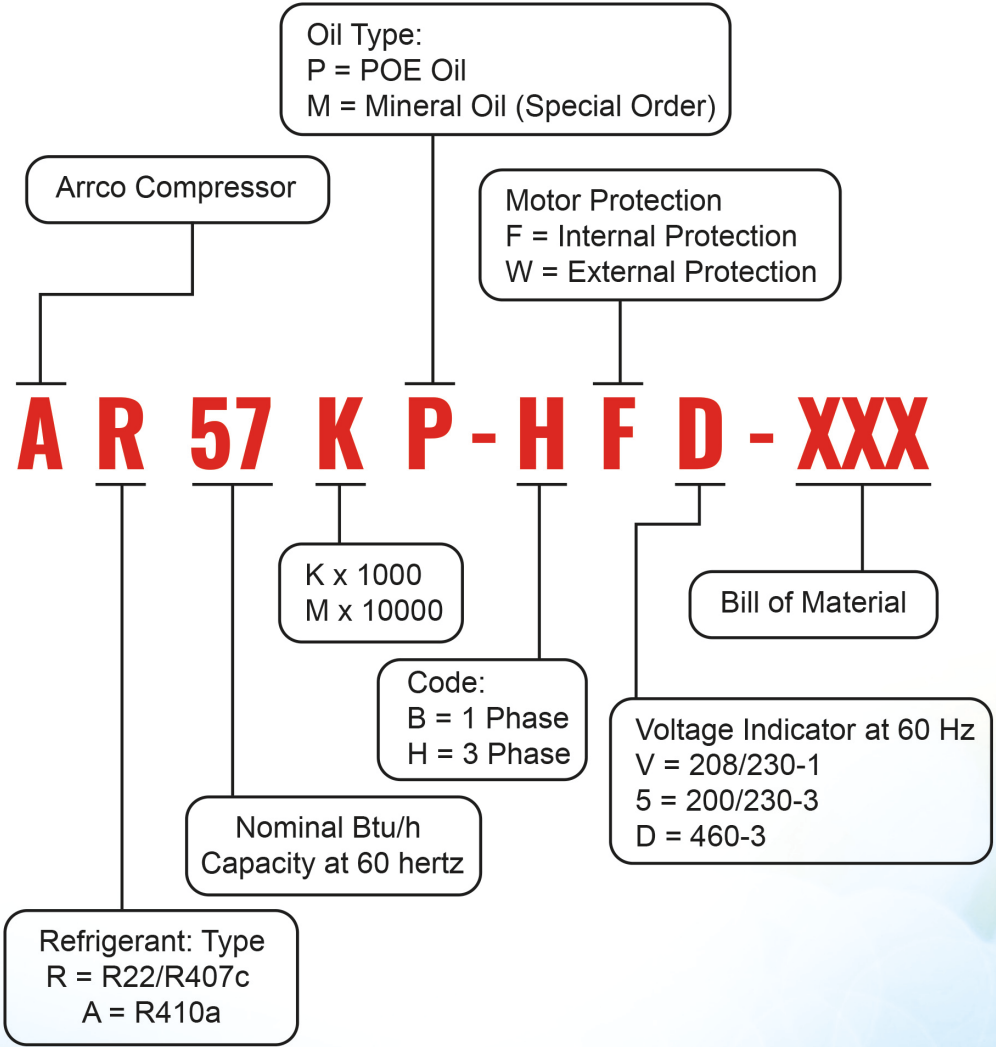 Oil Type:
P = POE Oil
M = Mineral Oil (Special Order)
Arrco Compressor
Motor Protection
F = Internal Protection
W = External Protection
A R 57 K P - H F D - XXX
K x 1000
M x 10000
Bill of Material
Code:
B = 1 Phase
H = 3 Phase
Voltage Indicator at 60 Hz
V = 208/230-1
5 = 200/230-3
D = 460-3
Nominal Btu/h
Capacity at 60 hertz
Refrigerant: Type
R = R22/R407c
A = R410a